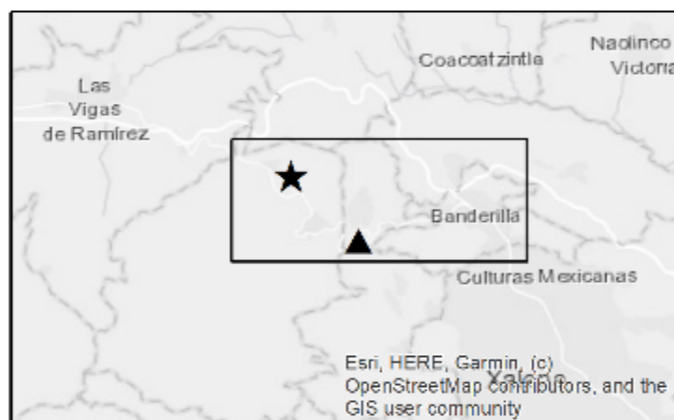 Coacoatzintla
Naolinco
Victoria
Las
Vigas
de Ramírez
Banderilla
Culturas Mexicanas
Esri, HERE, Garmin, (c)
OpenStreetMap contributors, and the
GIS user community